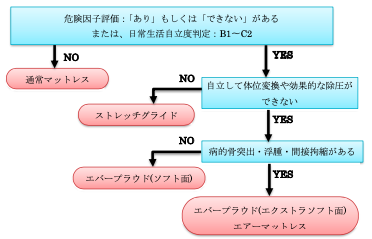 危険因子評価:「あり」もしくは「できない」がある
または、日常生活自立度判定:B1～C2
NO
YES
通常マットレス
NO
自立して体位変換や効果的な除圧が
できない
ストレッチグライド
YES
NO
病的骨突出・浮腫・間接拘縮がある
エバープラウド(ソフト面)
YES
エバープラウド(エクストラソフト面)
エアーマットレス